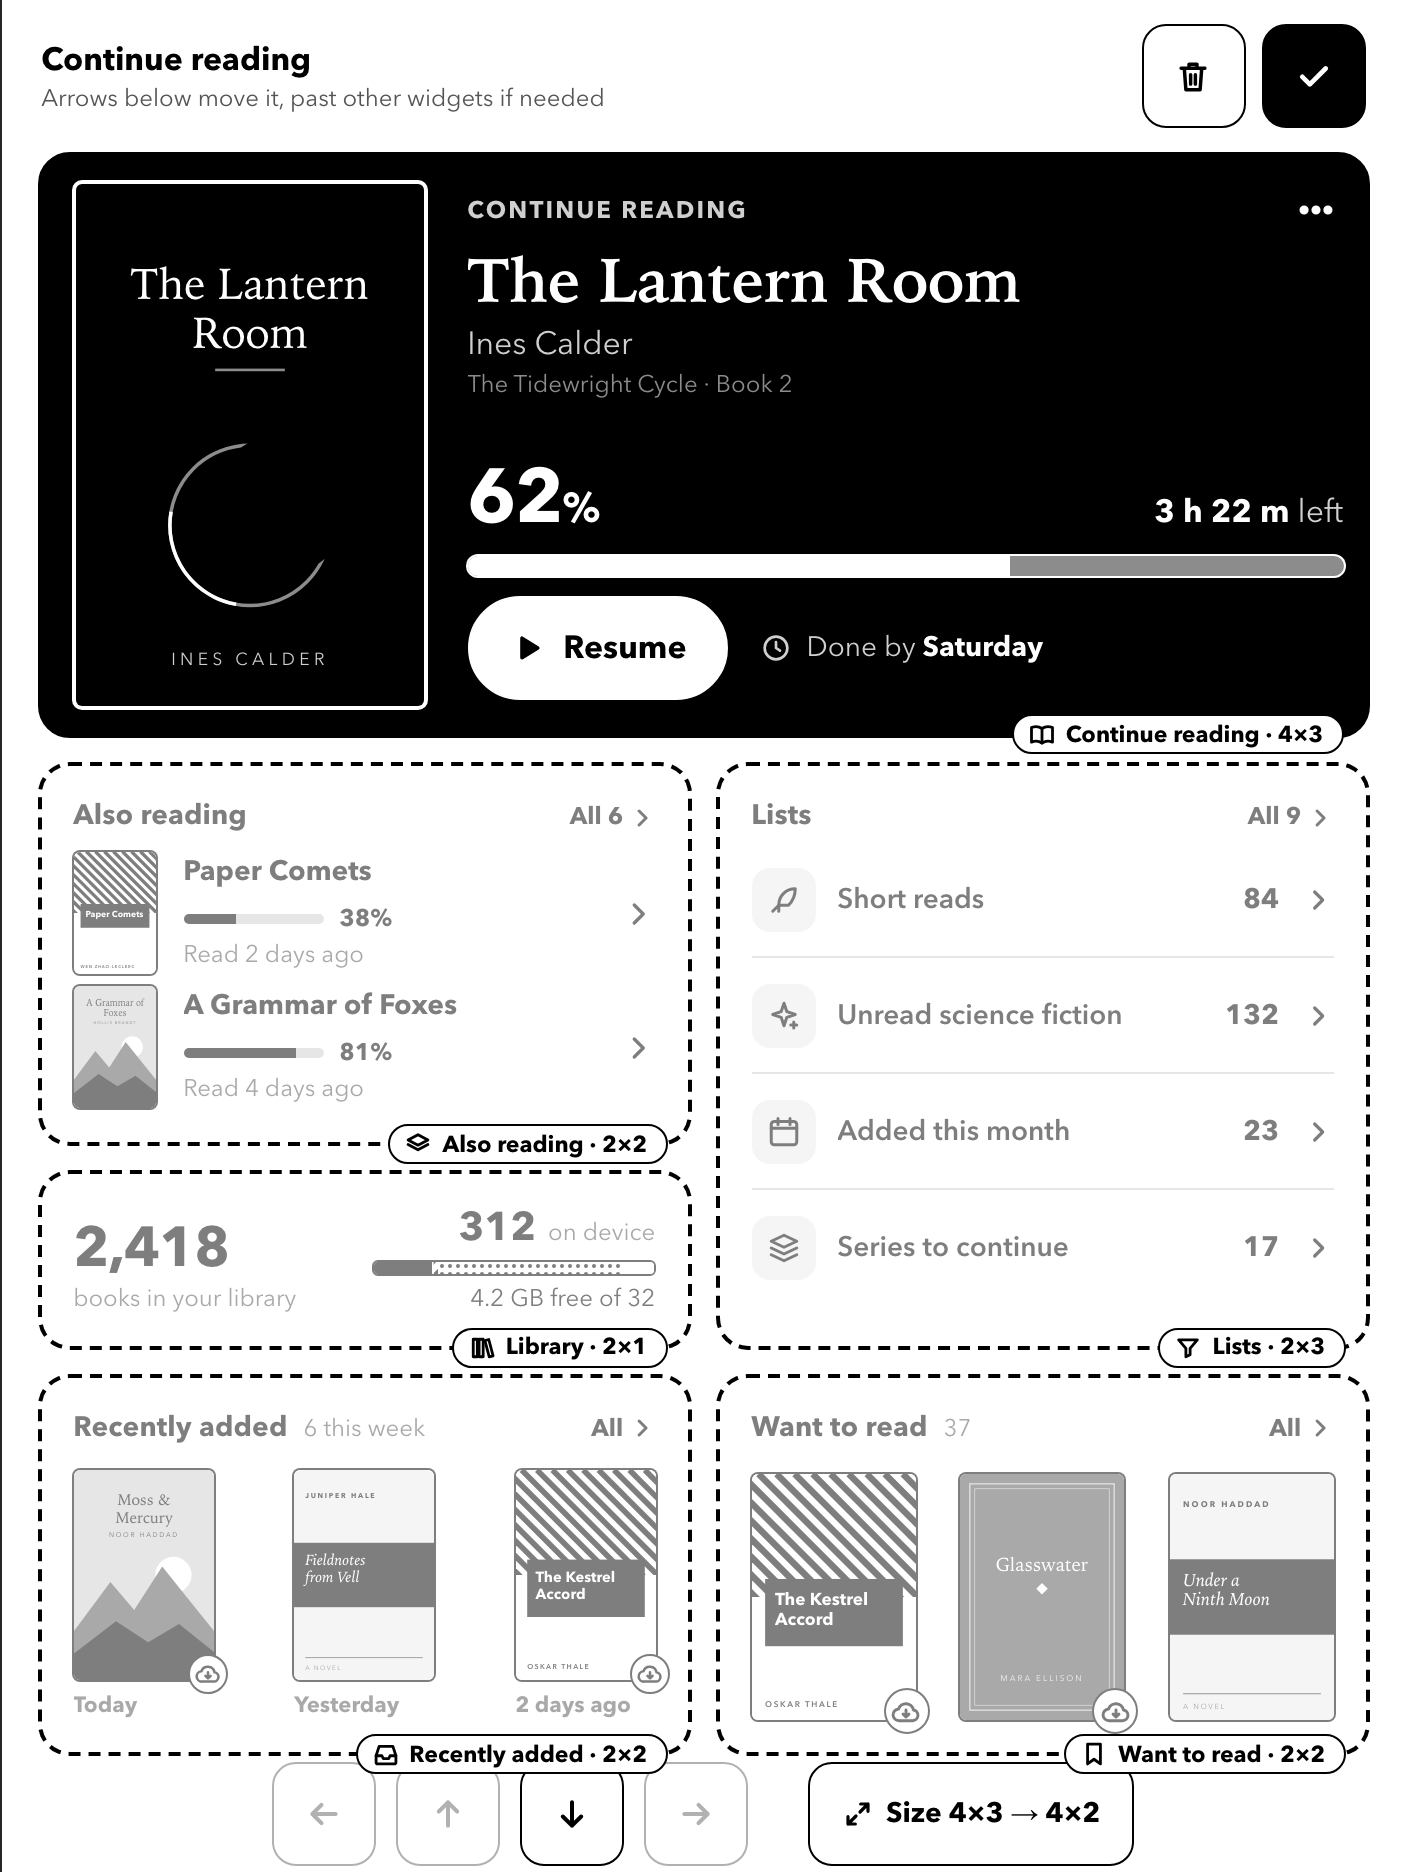 Continue reading
Arrows below move it, past other widgets if needed
The Lantern
Room
INES CALDER
CONTINUE READING
The Lantern Room
Ines Calder
The Tidewright Cycle · Book 2
62%
3 h 22 m left
Resume
Done by Saturday
Continue reading · 4×3
Also reading
All 6
Paper Comets
WEN ZHAO-LECLERC
Paper Comets
38%
Read 2 days ago
A Grammar of
Foxes
HOLLIS BRANDT
A Grammar of Foxes
81%
Read 4 days ago
Also reading · 2×2
Lists
All 9
Short reads
84
Unread science fiction
132
Added this month
23
Series to continue
17
Lists · 2×3
2,418
books in your library
312 on device
4.2 GB free of 32
Library · 2×1
Recently added 6 this week
All
Moss &
Mercury
NOOR HADDAD
Today
JUNIPER HALE
Fieldnotes
from Vell
A NOVEL
Yesterday
The Kestrel
Accord
OSKAR THALE
2 days ago
Recently added · 2×2
Want to read 37
All
The Kestrel
Accord
OSKAR THALE
Glasswater
MARA ELLISON
NOOR HADDAD
Under a
Ninth Moon
A NOVEL
Want to read · 2×2
Size 4×3 → 4×2